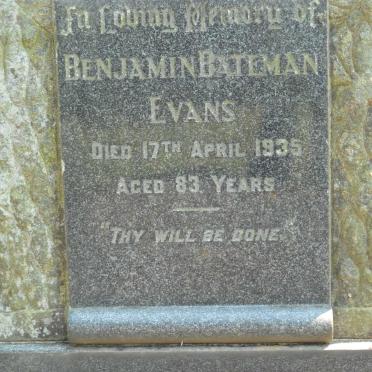 In Loving Memory of
BENJAMIN BATEMAN
EVANS
DIED 17TH APRIL 1935
AGED 83 YEARS
"THY WILL BE DONE."